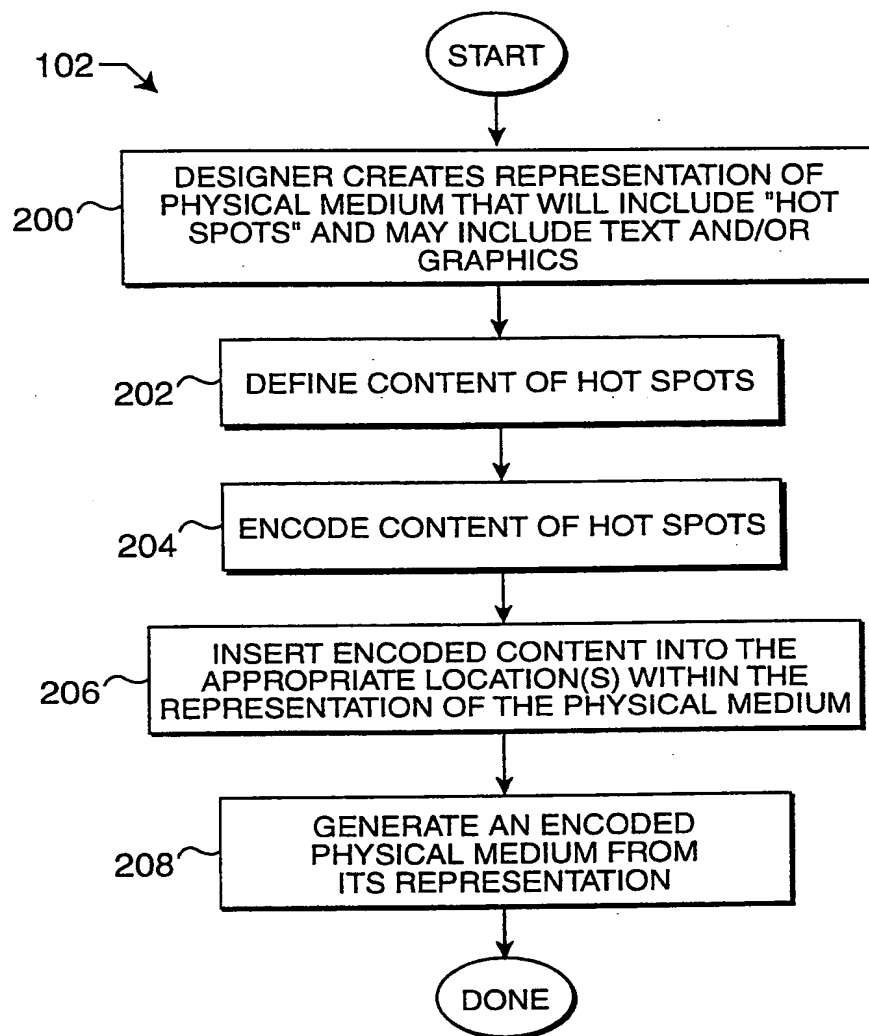 START
102
DESIGNER CREATES REPRESENTATION OF
PHYSICAL MEDIUM THAT WILL INCLUDE "HOT
SPOTS" AND MAY INCLUDE TEXT AND/OR
GRAPHICS
200
DEFINE CONTENT OF HOT SPOTS
202
ENCODE CONTENT OF HOT SPOTS
204
INSERT ENCODED CONTENT INTO THE
APPROPRIATE LOCATION(S) WITHIN THE
REPRESENTATION OF THE PHYSICAL MEDIUM
206
GENERATE AN ENCODED
PHYSICAL MEDIUM FROM
ITS REPRESENTATION
208
DONE